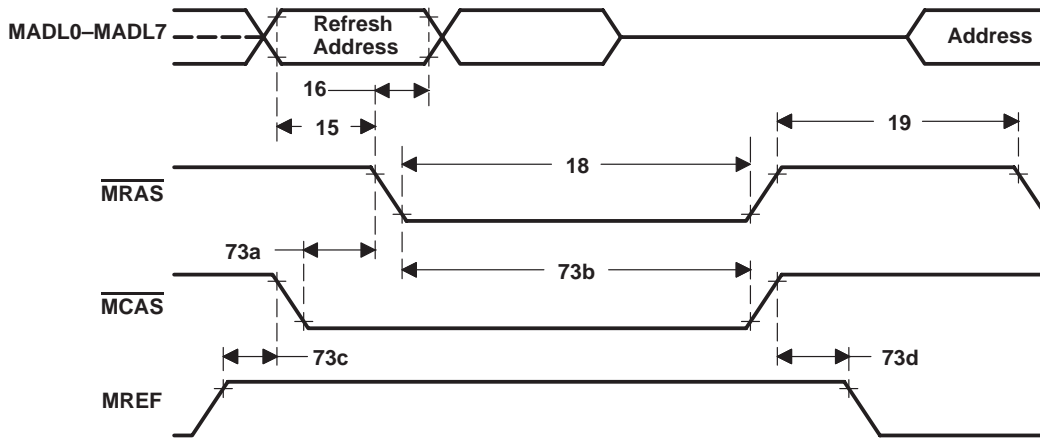 MADL0–MADL7
Refresh
Address
Address
16
15
19
18
MRAS
73a
73b
MCAS
73c
73d
MREF